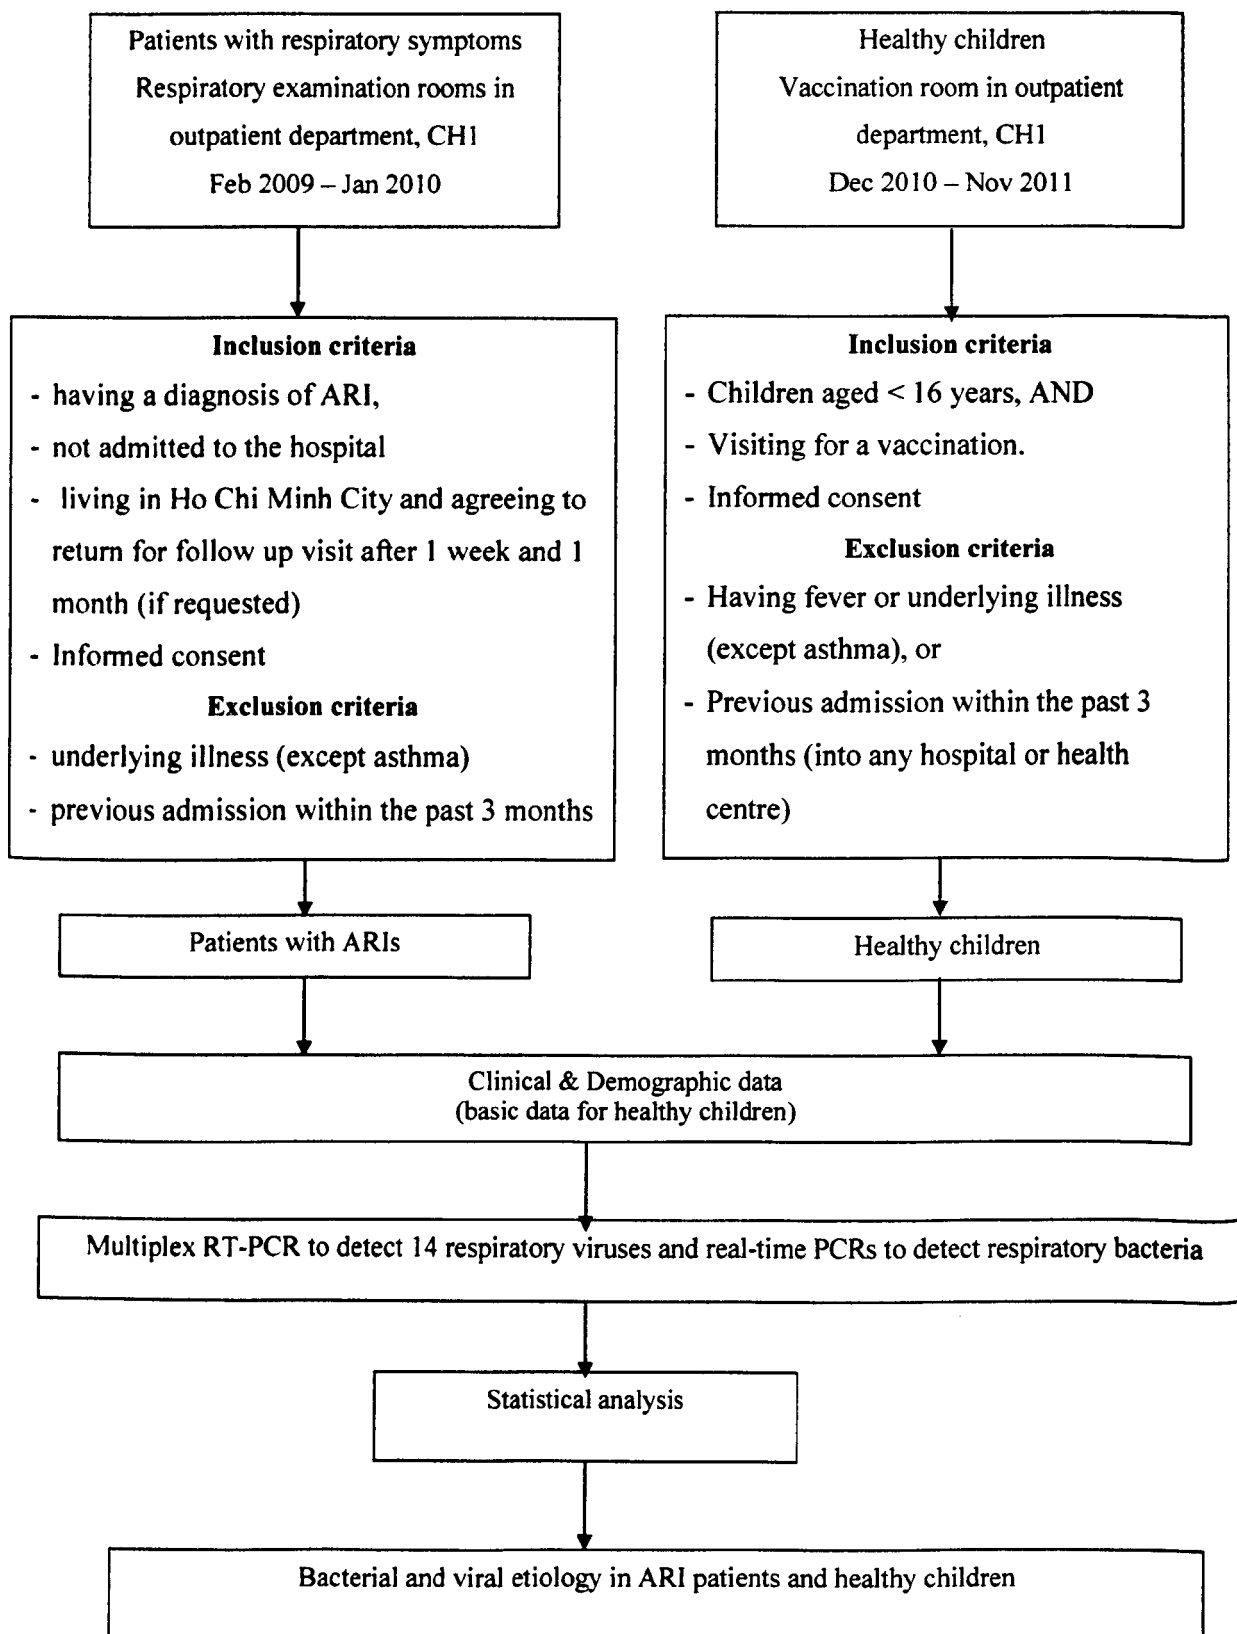 Patients with respiratory symptoms
Respiratory examination rooms in
outpatient department, CH1
Feb 2009 – Jan 2010
Healthy children
Vaccination room in outpatient
department, CH1
Dec 2010 – Nov 2011
Inclusion criteria
- having a diagnosis of ARI,
- not admitted to the hospital
- living in Ho Chi Minh City and agreeing to
return for follow up visit after 1 week and 1
month (if requested)
- Informed consent
Exclusion criteria
- underlying illness (except asthma)
- previous admission within the past 3 months
Inclusion criteria
- Children aged < 16 years, AND
- Visiting for a vaccination.
- Informed consent
Exclusion criteria
- Having fever or underlying illness
(except asthma), or
- Previous admission within the past 3
months (into any hospital or health
centre)
Patients with ARIs
Healthy children
Clinical & Demographic data
(basic data for healthy children)
Multiplex RT-PCR to detect 14 respiratory viruses and real-time PCRs to detect respiratory bacteria
Statistical analysis
Bacterial and viral etiology in ARI patients and healthy children